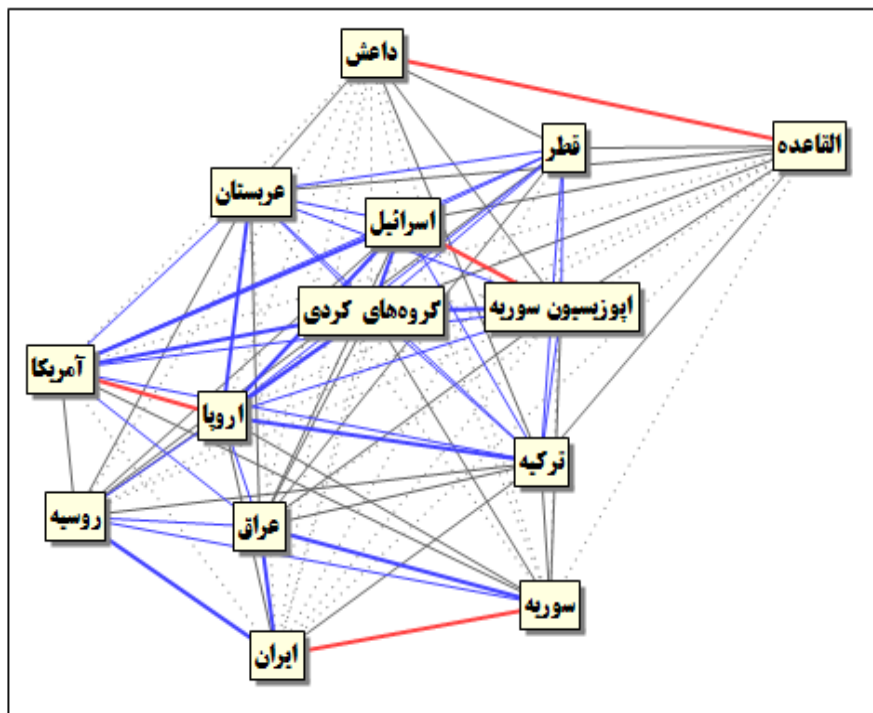 داعش
قطر
القاعده
عربستان
اسرائیل
گروه‌های کردی
اپوزیسیون سوریه
آمریکا
اروپا
ترکیه
روسیه
عراق
سوریه
ایران